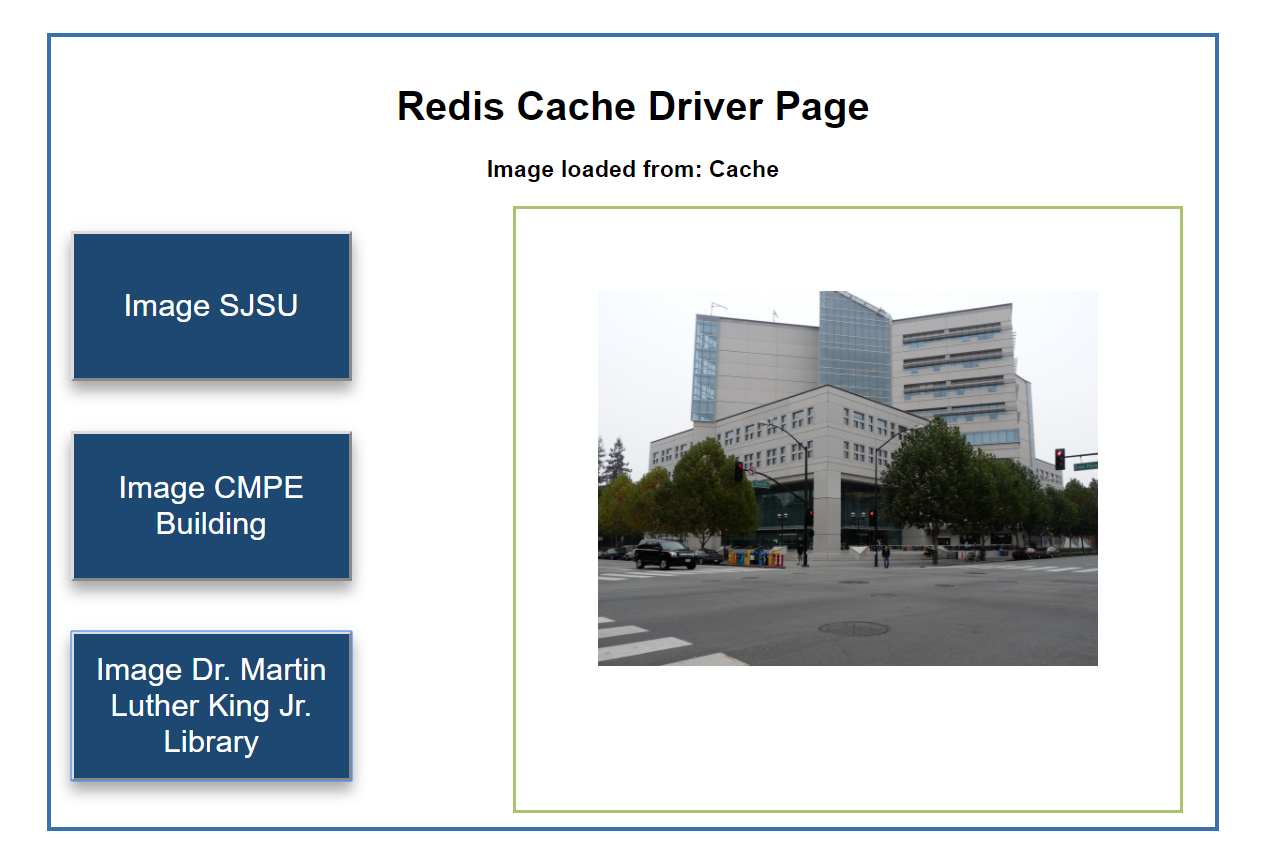 Redis Cache Driver Page
Image loaded from: Cache
Image SJSU
Image CMPE
Building
Image Dr. Martin
Luther King Jr.
Library